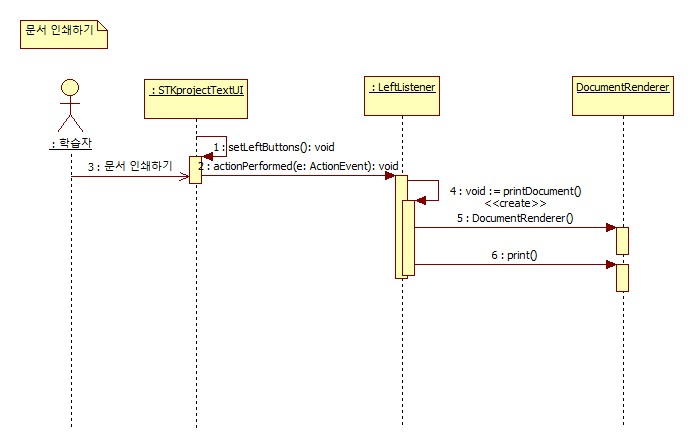 문서 인쇄하기
: STKprojectTextUI
: LeftListener
DocumentRenderer
: 학습자
1 : setLeftButtons(): void
3 : 문서 인쇄하기
2 : actionPerformed(e: ActionEvent): void
4 : void := printDocument()
<<create>>
5 : DocumentRenderer()
6 : print()